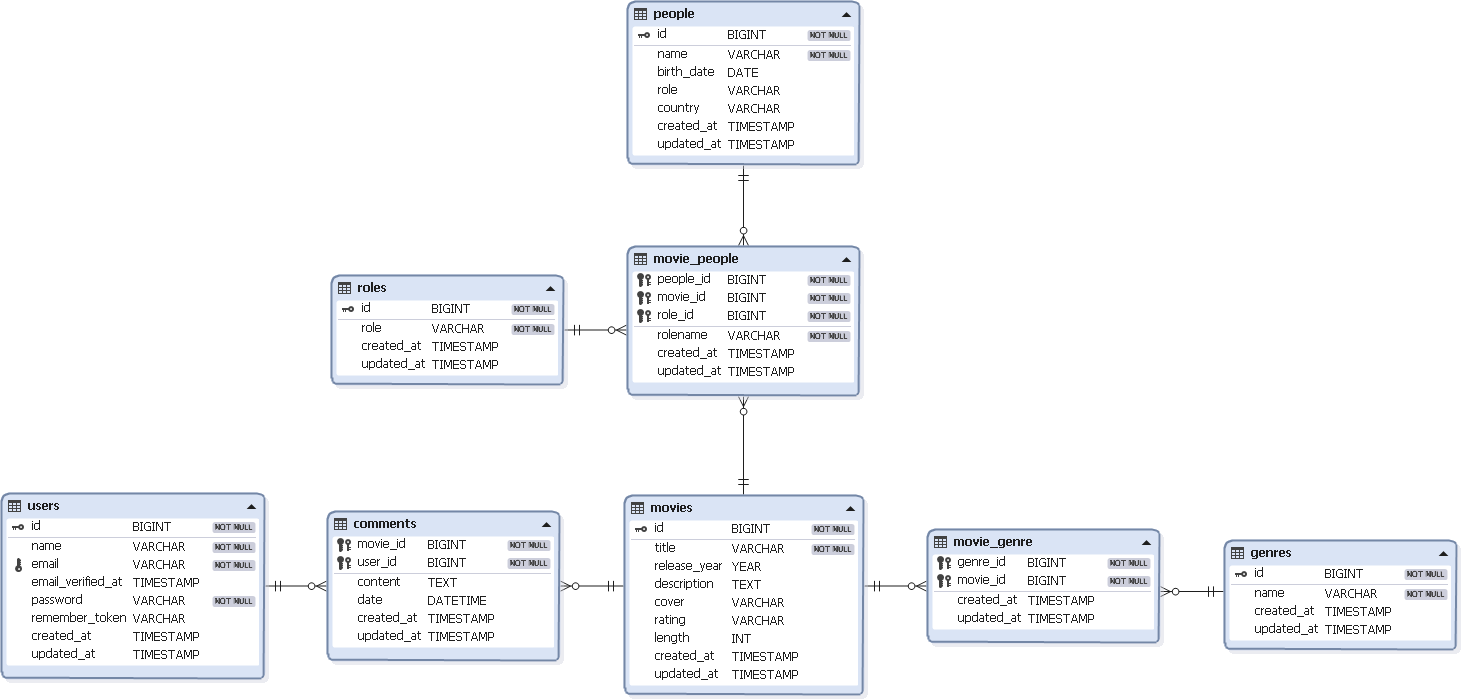 people
id BIGINT NOT NULL
name VARCHAR NOT NULL
birth_date DATE
role VARCHAR
country VARCHAR
created_at TIMESTAMP
updated_at TIMESTAMP
movie_people
people_id BIGINT NOT NULL
movie_id BIGINT NOT NULL
role_id BIGINT NOT NULL
rolename VARCHAR NOT NULL
created_at TIMESTAMP
updated_at TIMESTAMP
roles
id BIGINT NOT NULL
role VARCHAR NOT NULL
created_at TIMESTAMP
updated_at TIMESTAMP
users
id BIGINT NOT NULL
name VARCHAR NOT NULL
email VARCHAR NOT NULL
email_verified_at TIMESTAMP
password VARCHAR NOT NULL
remember_token VARCHAR
created_at TIMESTAMP
updated_at TIMESTAMP
comments
movie_id BIGINT NOT NULL
user_id BIGINT NOT NULL
content TEXT
date DATETIME
created_at TIMESTAMP
updated_at TIMESTAMP
movies
id BIGINT NOT NULL
title VARCHAR NOT NULL
release_year YEAR
description TEXT
cover VARCHAR
rating VARCHAR
length INT
created_at TIMESTAMP
updated_at TIMESTAMP
movie_genre
genre_id BIGINT NOT NULL
movie_id BIGINT NOT NULL
created_at TIMESTAMP
updated_at TIMESTAMP
genres
id BIGINT NOT NULL
name VARCHAR NOT NULL
created_at TIMESTAMP
updated_at TIMESTAMP